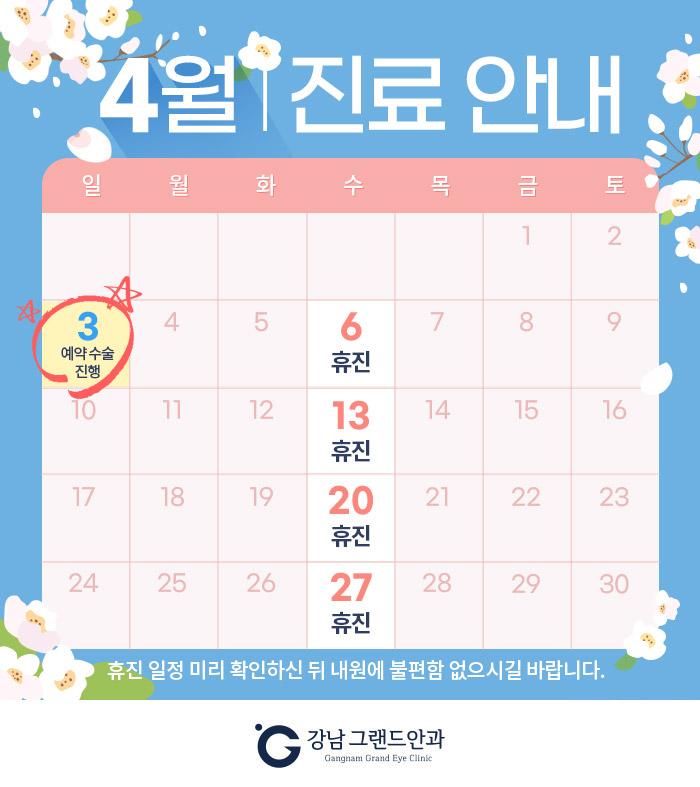 4월 진료 안내
일 월 화 수 목 금 토
1 2
3 4 5 6 7 8 9
예약 수술 휴진
진행
10 11 12 13 14 15 16
휴진
17 18 19 20 21 22 23
휴진
24 25 26 27 28 29 30
휴진
휴진 일정 미리 확인하신 뒤 내원에 불편함 없으시길 바랍니다.
강남 그랜드안과
Gangnam Grand Eye Clinic